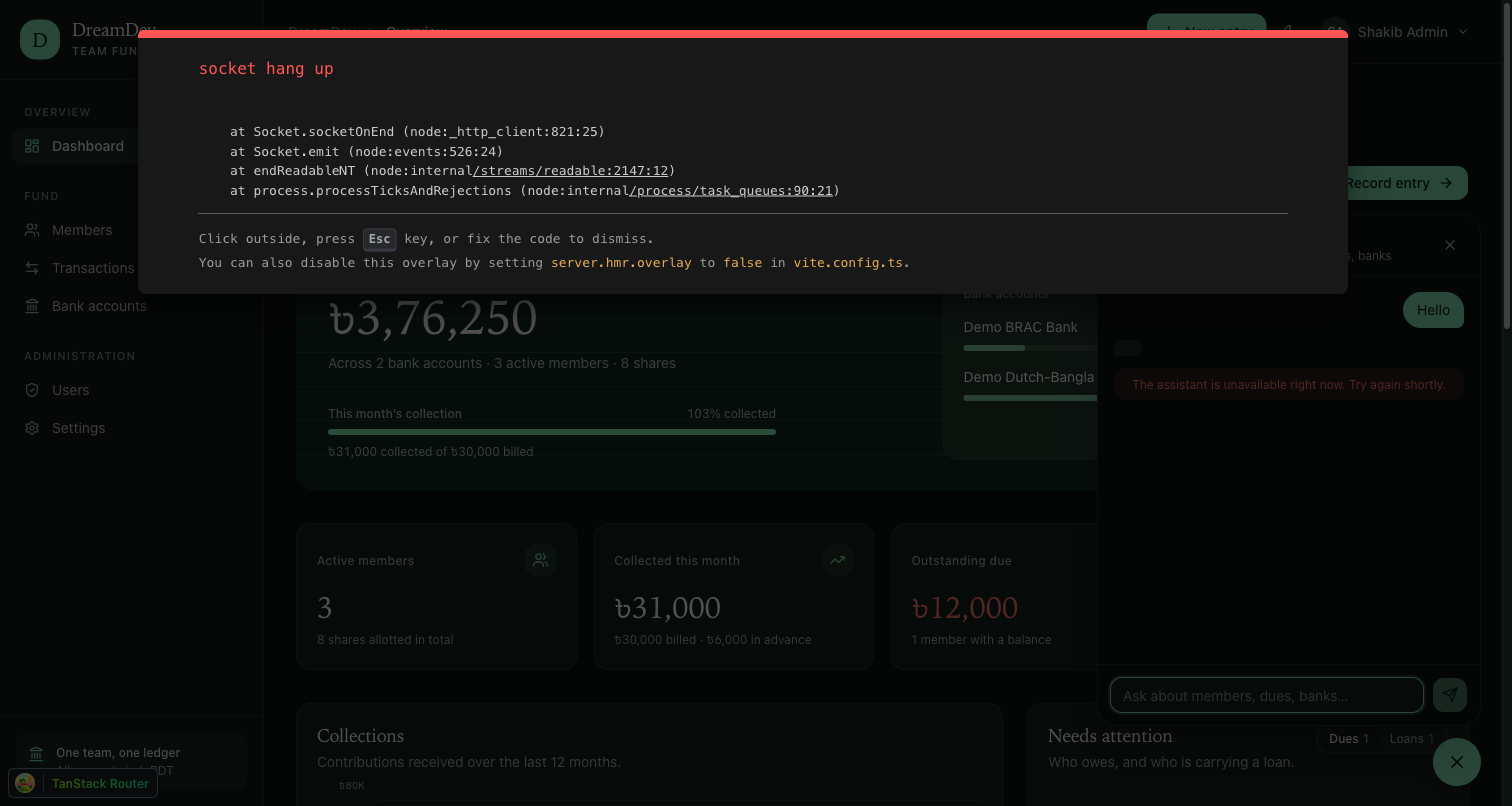 D
DreamDev
TEAM FUN
Shakib Admin
socket hang up
at Socket.socketOnEnd (node:_http_client:821:25)
at Socket.emit (node:events:526:24)
at endReadableNT (node:internal/streams/readable:2147:12)
at process.processTicksAndRejections (node:internal/process/task_queues:90:21)
Click outside, press Esc key, or fix the code to dismiss.
You can also disable this overlay by setting server.hmr.overlay to false in vite.config.ts.
OVERVIEW
Dashboard
FUND
Members
Transactions
Bank accounts
ADMINISTRATION
Users
Settings
Record entry
banks
Hello
The assistant is unavailable right now. Try again shortly.
৳3,76,250
Across 2 bank accounts · 3 active members · 8 shares
This month's collection
103% collected
৳31,000 collected of ৳30,000 billed
Bank accounts
Demo BRAC Bank
Demo Dutch-Bangla
Active members
3
8 shares allotted in total
Collected this month
৳31,000
৳30,000 billed · ৳6,000 in advance
Outstanding due
৳12,000
1 member with a balance
Ask about members, dues, banks...
Collections
Contributions received over the last 12 months.
৳80K
Needs attention
Who owes, and who is carrying a loan.
Dues 1
Loans 1
One team, one ledger
TanStack Router